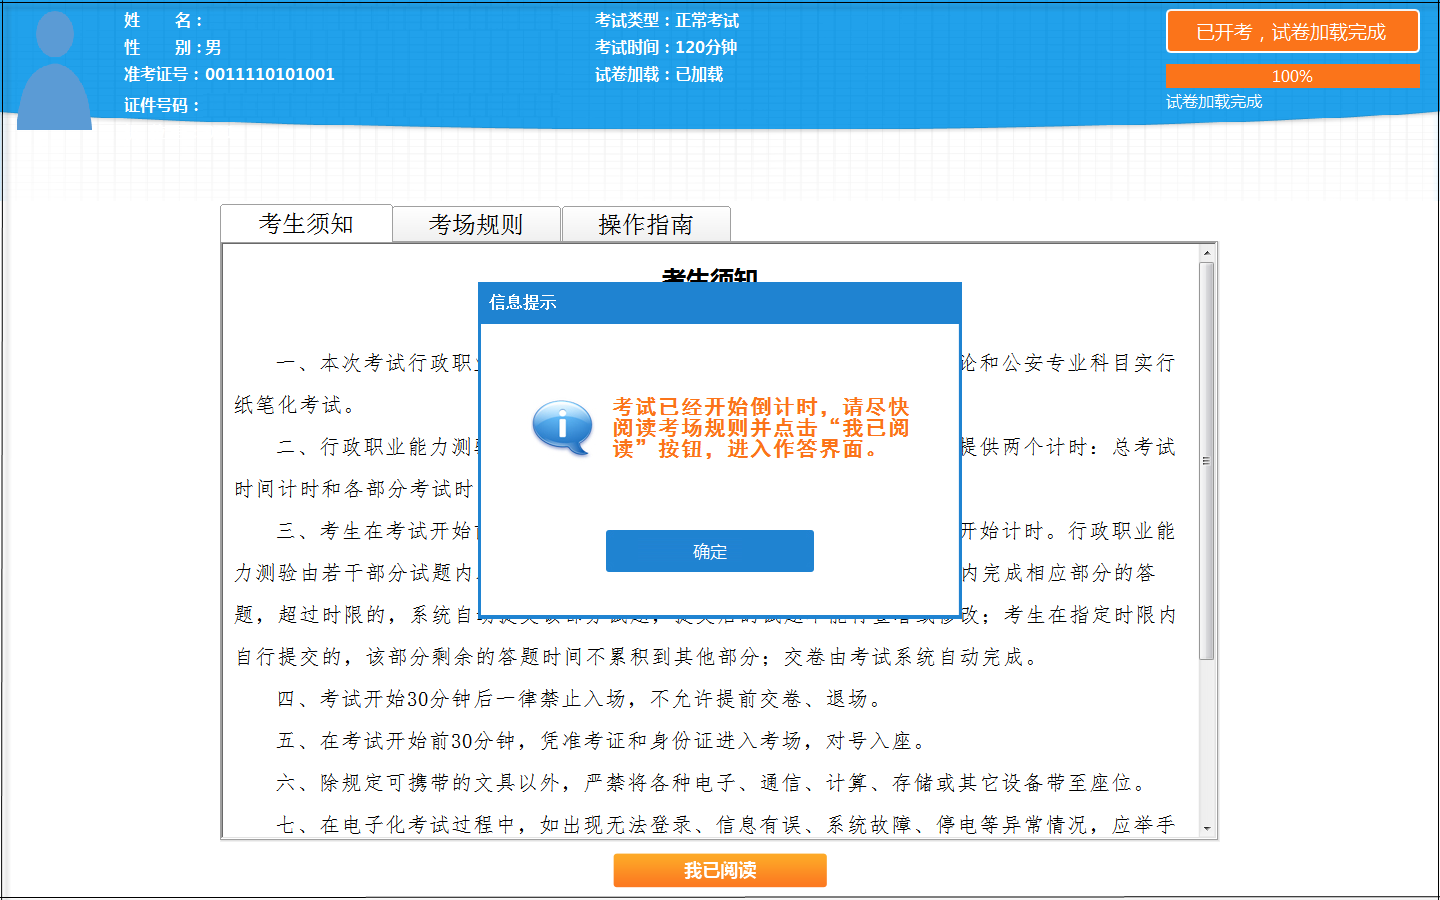 姓 名：
性 别：男
准考证号：0011110101001
证件号码：
考试类型：正常考试
考试时间：120分钟
试卷加载：已加载
已开考，试卷加载完成
100%
试卷加载完成
考生须知
考场规则
操作指南
考生须知
信息提示
考试已经开始倒计时，请尽快
阅读考场规则并点击“我已阅
读”按钮，进入作答界面。
确定
一、本次考试行政职 论和公安专业科目实行
纸笔化考试。
二、行政职业能力测 提供两个计时：总考试
时间计时和各部分考试时
三、考生在考试开始 开始计时。行政职业能
力测验由若干部分试题内 内完成相应部分的答
题，超过时限的，系统自 改；考生在指定时限内
自行提交的，该部分剩余的答题时间不累积到其他部分；交卷由考试系统自动完成。
四、考试开始30分钟后一律禁止入场，不允许提前交卷、退场。
五、在考试开始前30分钟，凭准考证和身份证进入考场，对号入座。
六、除规定可携带的文具以外，严禁将各种电子、通信、计算、存储或其它设备带至座位。
七、在电子化考试过程中，如出现无法登录、信息有误、系统故障、停电等异常情况，应举手
我已阅读